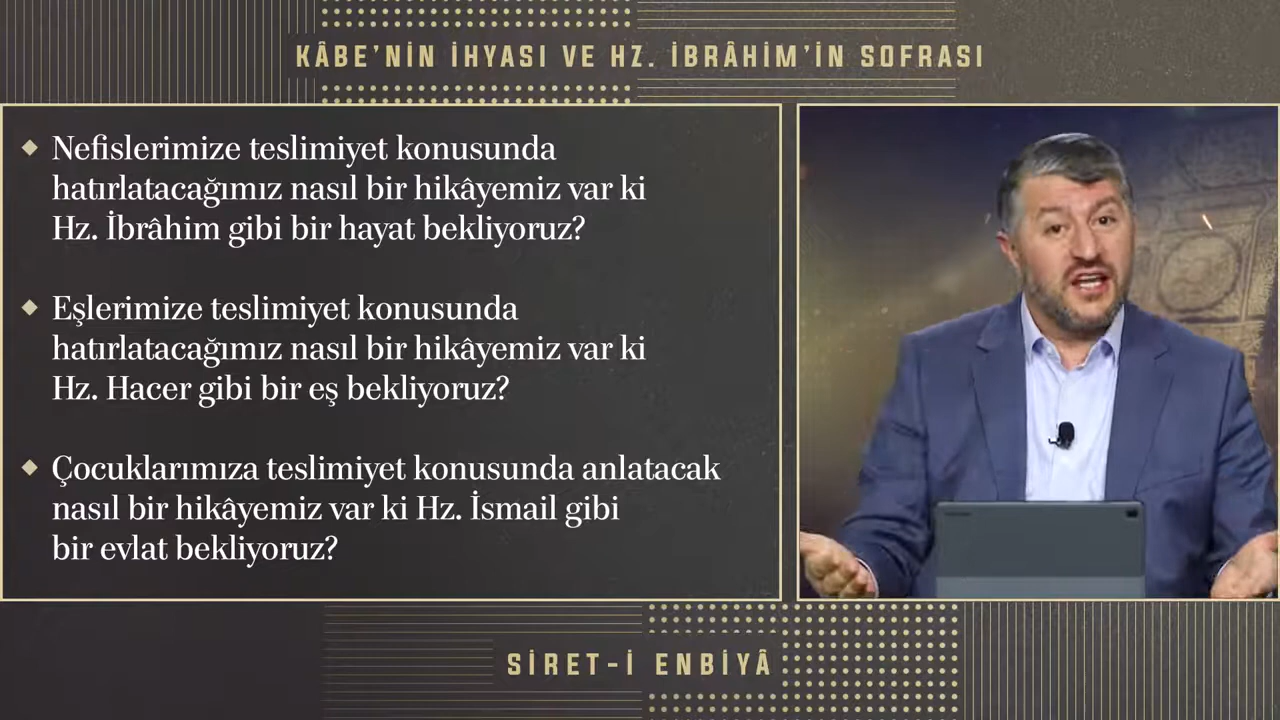 KÂBE’NİN İHYASI VE HZ. İBRÂHİM’İN SOFRASI
Nefislerimize teslimiyet konusunda
hatırlatacağımız nasıl bir hikâyemiz var ki
Hz. İbrâhim gibi bir hayat bekliyoruz?
Eşlerimize teslimiyet konusunda
hatırlatacağımız nasıl bir hikâyemiz var ki
Hz. Hacer gibi bir eş bekliyoruz?
Çocuklarımıza teslimiyet konusunda anlatacak
nasıl bir hikâyemiz var ki Hz. İsmail gibi
bir evlat bekliyoruz?
SİRET-İ ENBİYÂ